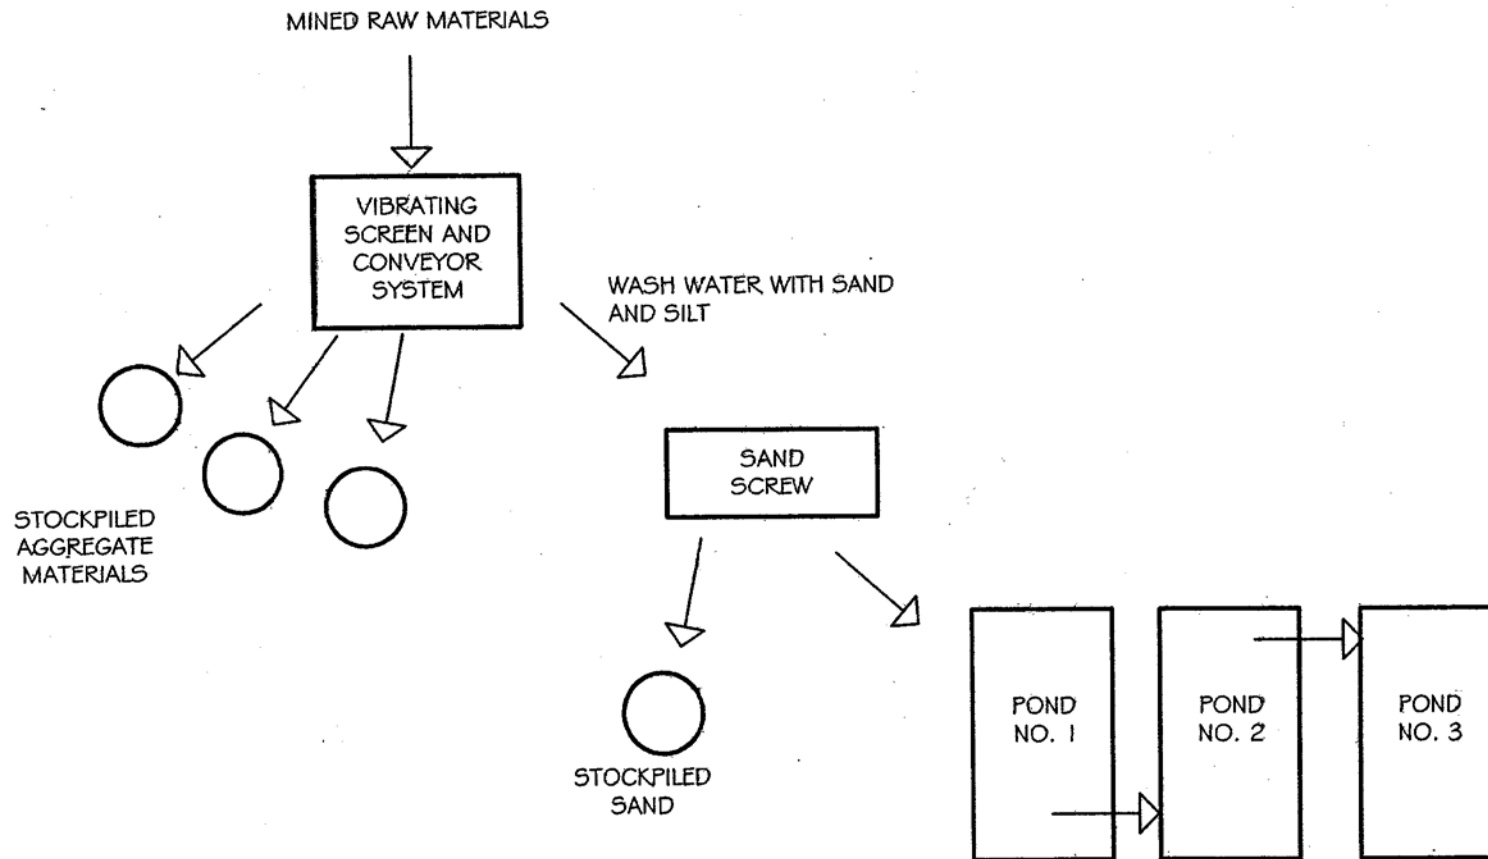 MINED RAW MATERIALS
VIBRATING
SCREEN AND
CONVEYOR
SYSTEM
WASH WATER WITH SAND
AND SILT
SAND
SCREW
STOCKPILED
AGGREGATE
MATERIALS
POND
NO. 1
POND
NO. 2
POND
NO. 3
STOCKPILED
SAND